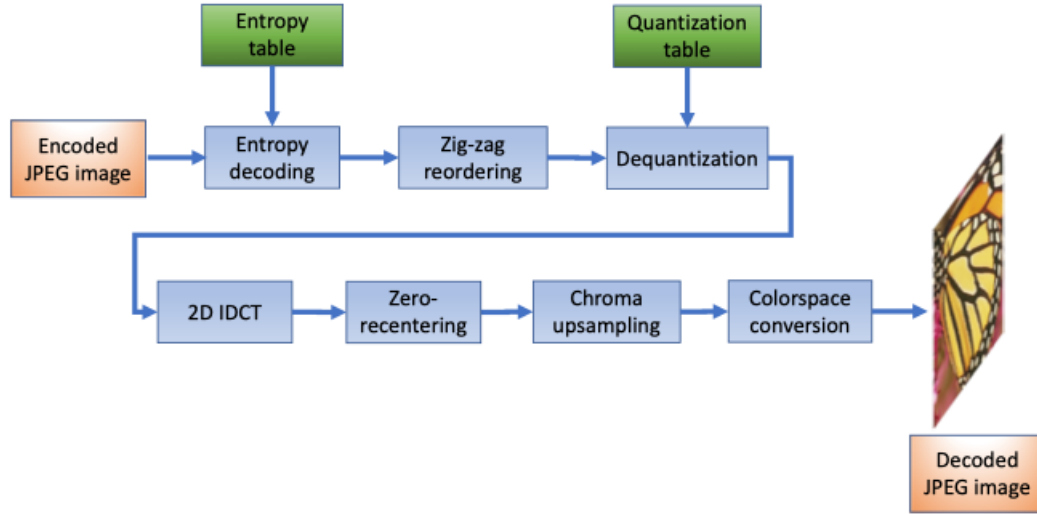 Entropy
table
Quantization
table
Encoded
JPEG image
Entropy
decoding
Zig-zag
reordering
Dequantization
2D IDCT
Zero-
recentering
Chroma
upsampling
Colorspace
conversion
Decoded
JPEG image